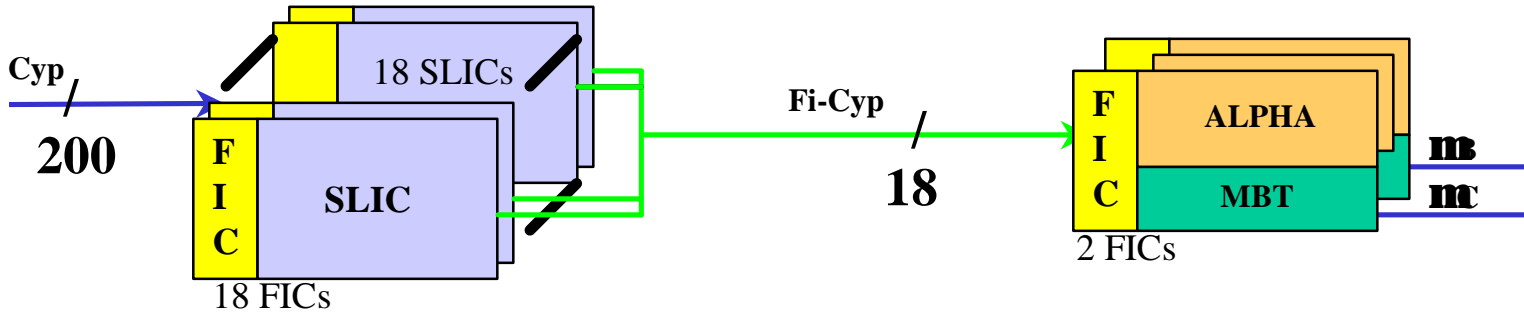 Cyp
200
18 SLICs
F
I
C
SLIC
18 FICs
Fi-Cyp
18
F
I
C
ALPHA
MBT
2 FICs